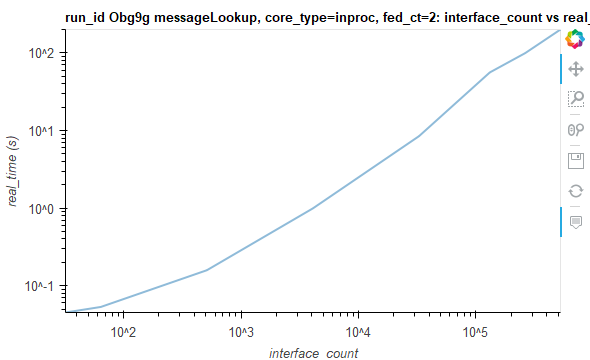 run_id Obg9g messageLookup, core_type=inproc, fed_ct=2: interface_count vs real_
10^2
10^1
10^0
10^-1
real_time (s)
10^2
10^3
10^4
10^5
interface_count